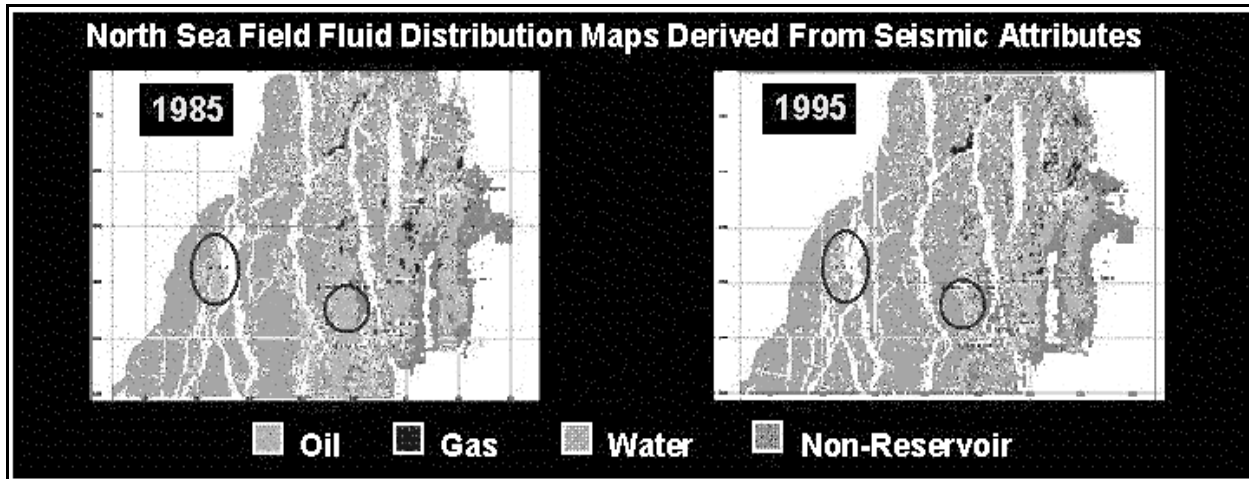 North Sea Field Fluid Distribution Maps Derived From Seismic Attributes
1985
1995
Oil Gas Water Non-Reservoir